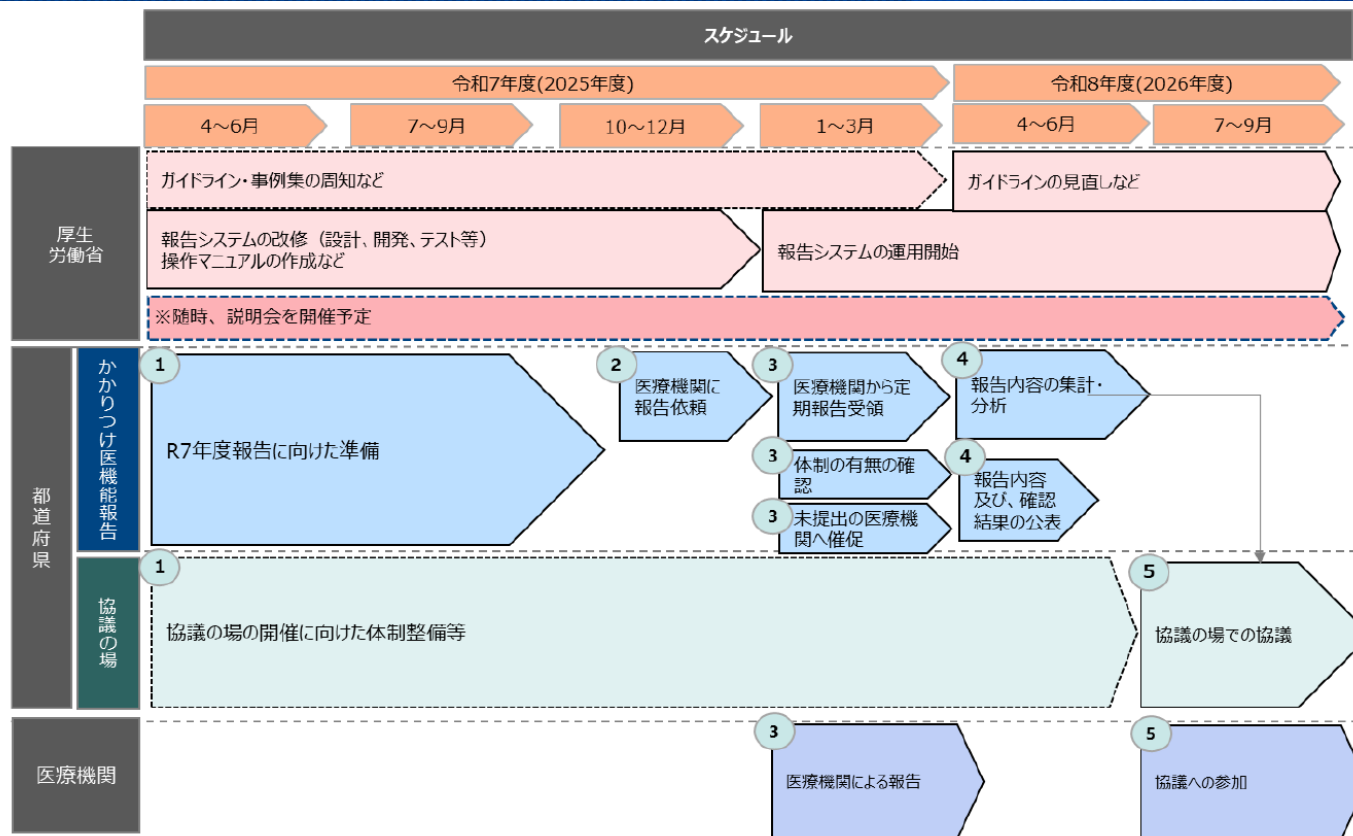 スケジュール
令和7年度(2025年度)
令和8年度(2026年度)
4～6月
7～9月
10～12月
1～3月
4～6月
7～9月
厚生
労働省
ガイドライン・事例集の周知など
ガイドラインの見直しなど
報告システムの改修（設計、開発、テスト等）
操作マニュアルの作成など
報告システムの運用開始
※随時、説明会を開催予定
都道府県
かかりつけ医機能報告
1
R7年度報告に向けた準備
2
医療機関に
報告依頼
3
医療機関から定
期報告受領
4
報告内容の集計・
分析
3
体制の有無の確
認
4
報告内容
及び、確認
結果の公表
3
未提出の医療機
関へ催促
協議の場
1
協議の場の開催に向けた体制整備等
5
協議の場での協議
医療機関
3
医療機関による報告
5
協議への参加